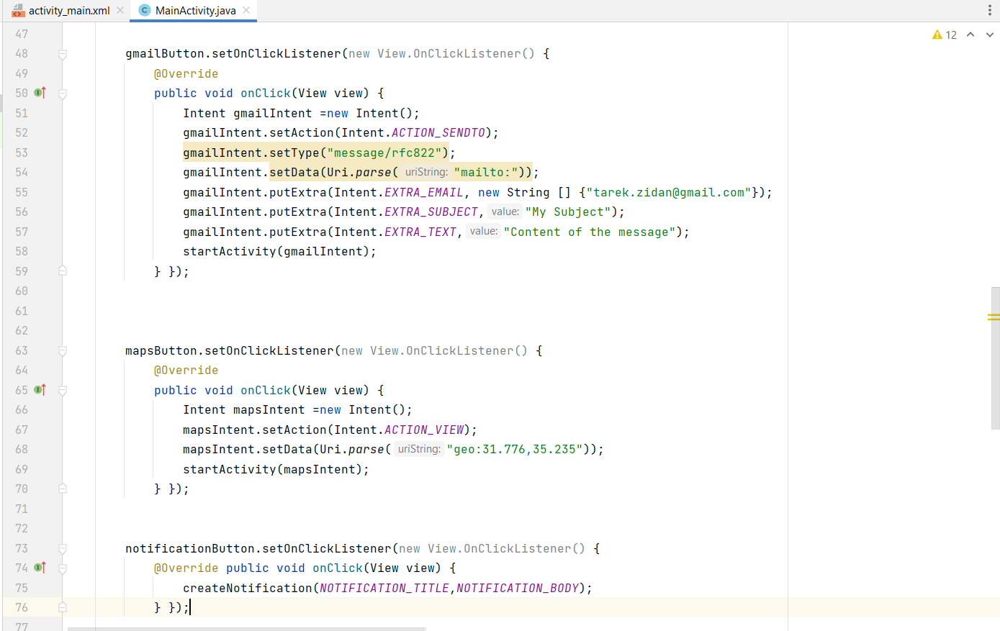 activity_main.xml MainActivity.java
12
47
48 gmailButton.setOnClickListener(new View.OnClickListener() {
49 @Override
50 public void onClick(View view) {
51 Intent gmailIntent =new Intent();
52 gmailIntent.setAction(Intent.ACTION_SENDTO);
53 gmailIntent.setType("message/rfc822");
54 gmailIntent.setData(Uri.parse( uriString: "mailto:"));
55 gmailIntent.putExtra(Intent.EXTRA_EMAIL, new String [] {"tarek.zidan@gmail.com"});
56 gmailIntent.putExtra(Intent.EXTRA_SUBJECT, value: "My Subject");
57 gmailIntent.putExtra(Intent.EXTRA_TEXT, value: "Content of the message");
58 startActivity(gmailIntent);
59 } });
60
61
62
63 mapsButton.setOnClickListener(new View.OnClickListener() {
64 @Override
65 public void onClick(View view) {
66 Intent mapsIntent =new Intent();
67 mapsIntent.setAction(Intent.ACTION_VIEW);
68 mapsIntent.setData(Uri.parse( uriString: "geo:31.776,35.235"));
69 startActivity(mapsIntent);
70 } });
71
72
73 notificationButton.setOnClickListener(new View.OnClickListener() {
74 @Override public void onClick(View view) {
75 createNotification(NOTIFICATION_TITLE,NOTIFICATION_BODY);
76 } });
77